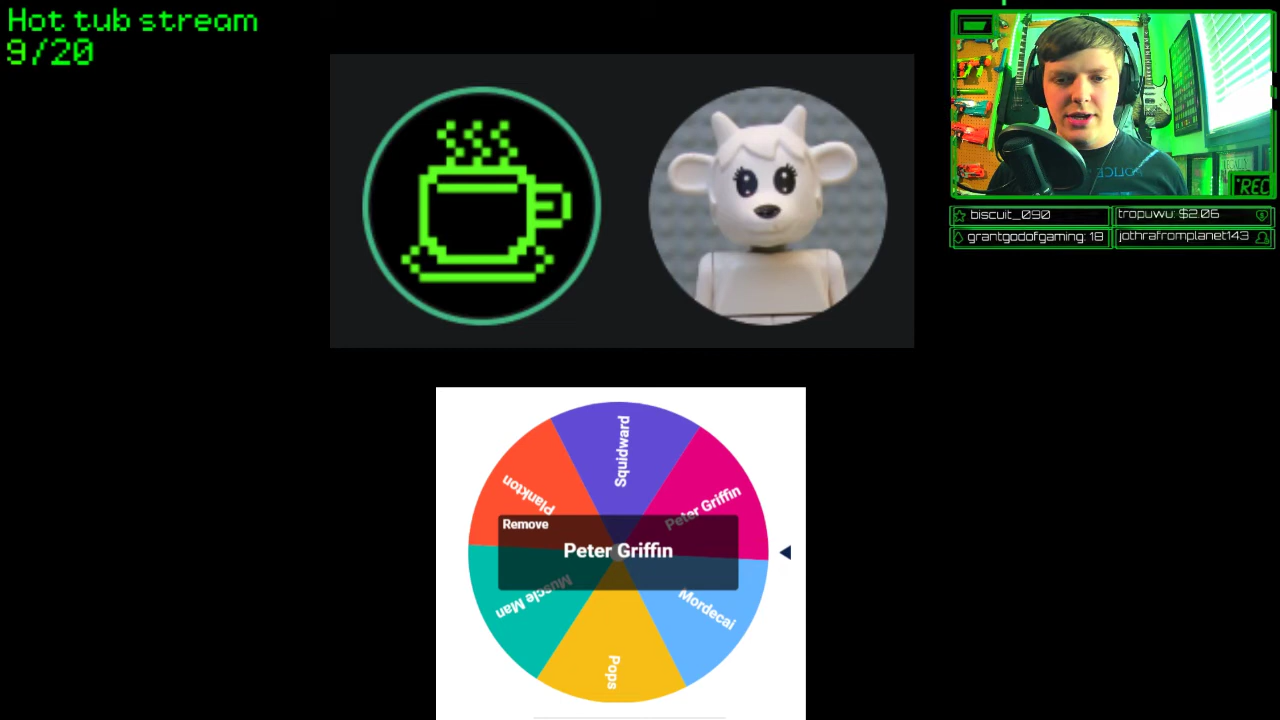 Hot tub stream
9/20
REC
biscuit_090
tropuwu: $2.06
grantgodofgaming: 18
jothrafromplanet143
Squidward
Peter Griffin
Plankton
Remove
Peter Griffin
Muscle Man
Mordecai
Pops